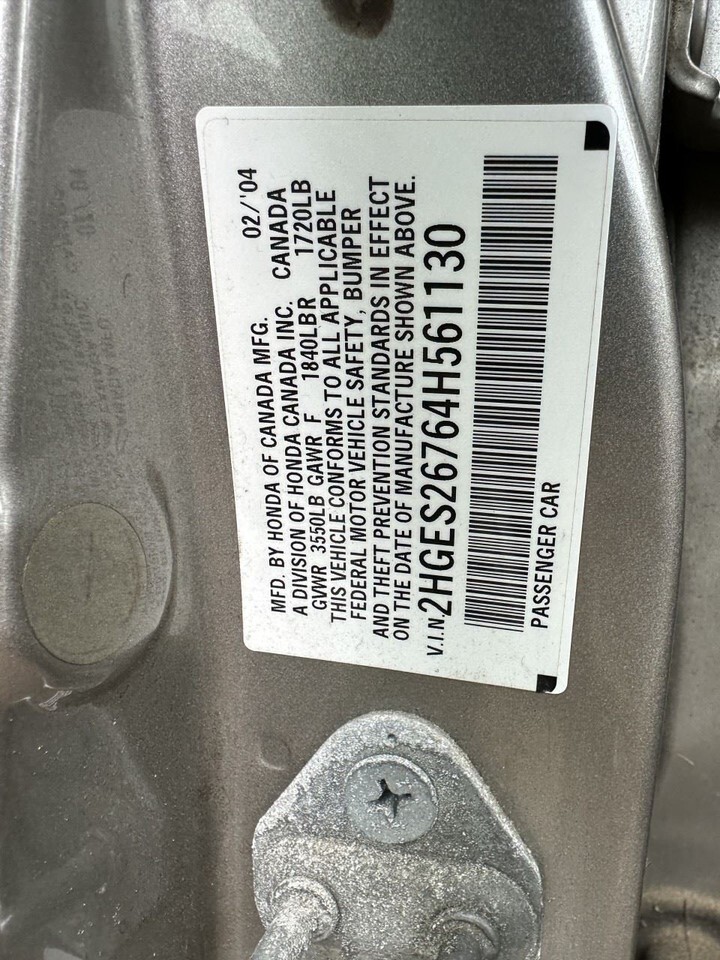 02/'04
MFD. BY HONDA OF CANADA MFG.
A DIVISION OF HONDA CANADA INC. CANADA
GVWR 3550LB GAWR F 1840LBR 1720LB
THIS VEHICLE CONFORMS TO ALL APPLICABLE
FEDERAL MOTOR VEHICLE SAFETY, BUMPER
AND THEFT PREVENTION STANDARDS IN EFFECT
ON THE DATE OF MANUFACTURE SHOWN ABOVE.
V.I.N. 2HGES26764H561130
PASSENGER CAR